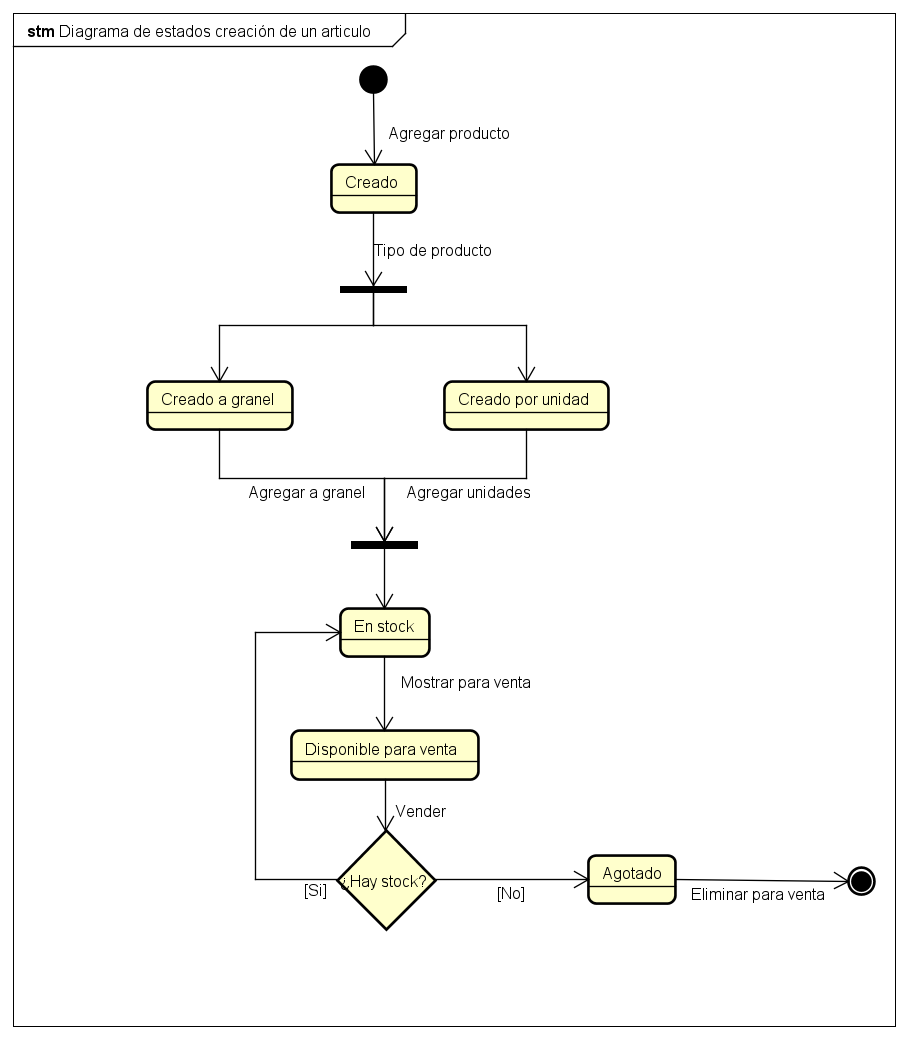 stm Diagrama de estados creación de un articulo
Agregar producto
Creado
Tipo de producto
Creado a granel
Creado por unidad
Agregar a granel
Agregar unidades
En stock
Mostrar para venta
Disponible para venta
Vender
¿Hay stock?
[Si]
[No]
Agotado
Eliminar para venta